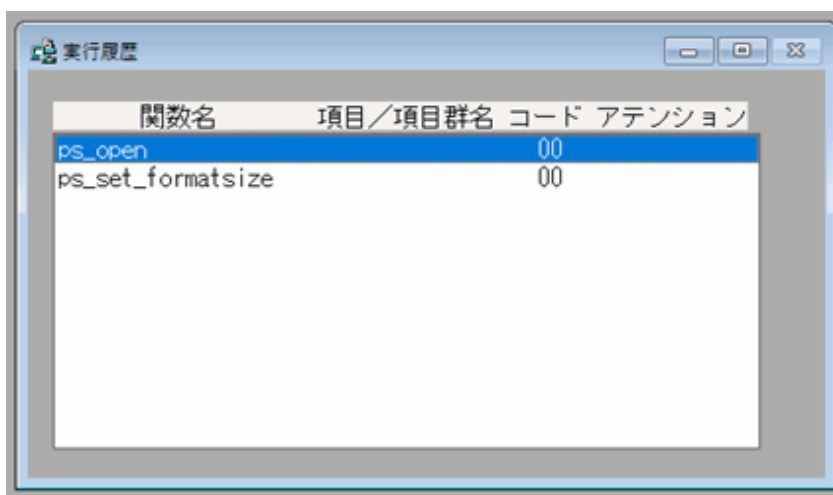 実行履歴
関数名 項目／項目群名 コード アテンション
ps_open 00
ps_set_formatsize 00